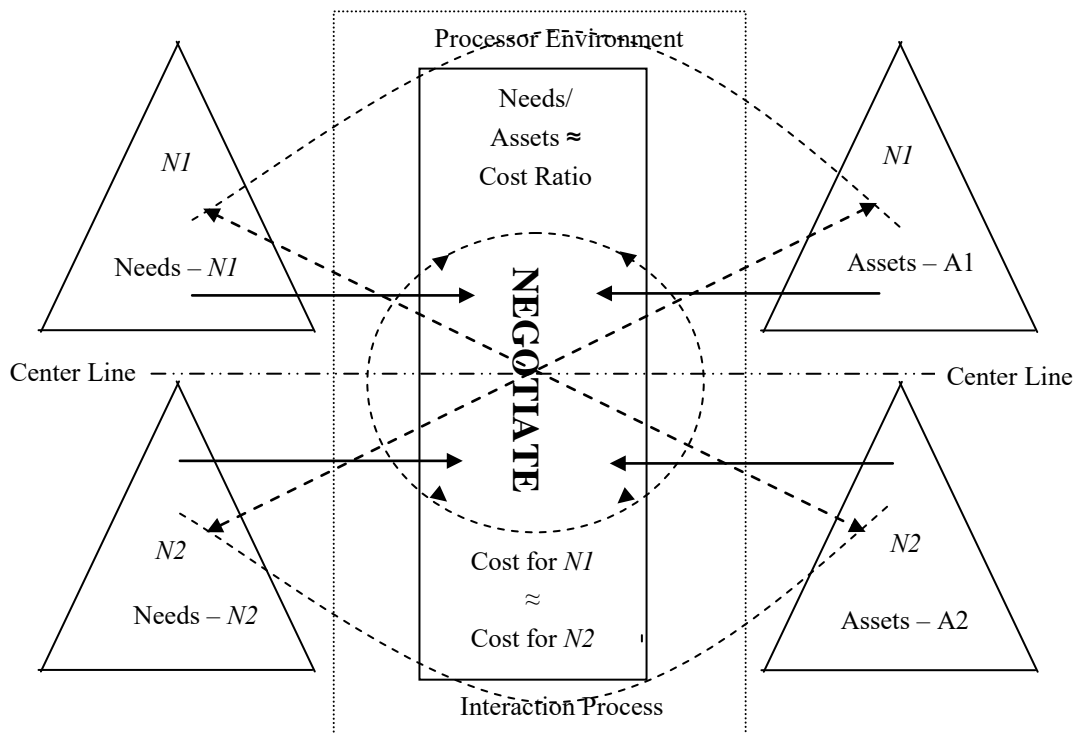 Processor Environment
Needs/
Assets ≈
Cost Ratio
N1
N1
Needs – N1
Assets – A1
NEGOTIATE
Center Line
Center Line
N2
N2
Cost for N1
≈
Cost for N2
Needs – N2
Assets – A2
Interaction Process